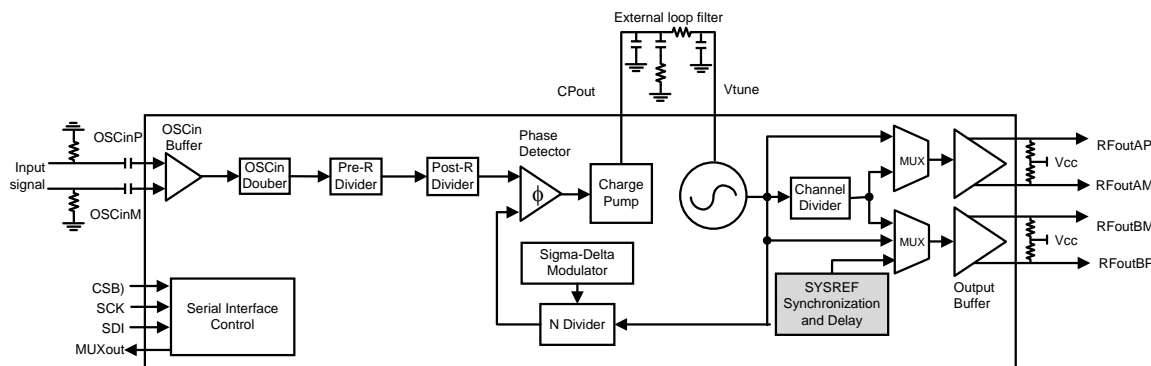 External loop filter
CPout
Vtune
OSCinP
OSCin
Buffer
Phase
Detector
Input
signal
OSCin
Douber
Pre-R
Divider
Post-R
Divider
ϕ
Charge
Pump
Channel
Divider
MUX
RFoutAP
Vcc
RFoutAM
OSCinM
MUX
RFoutBM
Vcc
RFoutBP
Sigma-Delta
Modulator
SYSREF
Synchronization
and Delay
Output
Buffer
CSB)
SCK
SDI
MUXout
Serial Interface
Control
N Divider